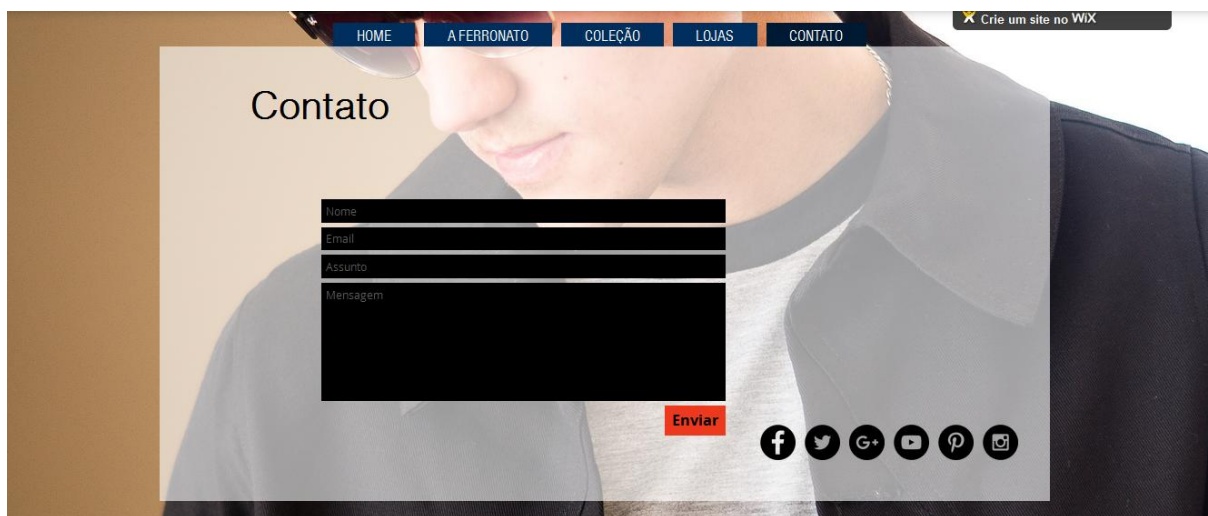 Crie um site no WiX
HOME A FERRONATO COLEÇÃO LOJAS CONTATO
Contato
Nome
Email
Assunto
Mensagem
Enviar